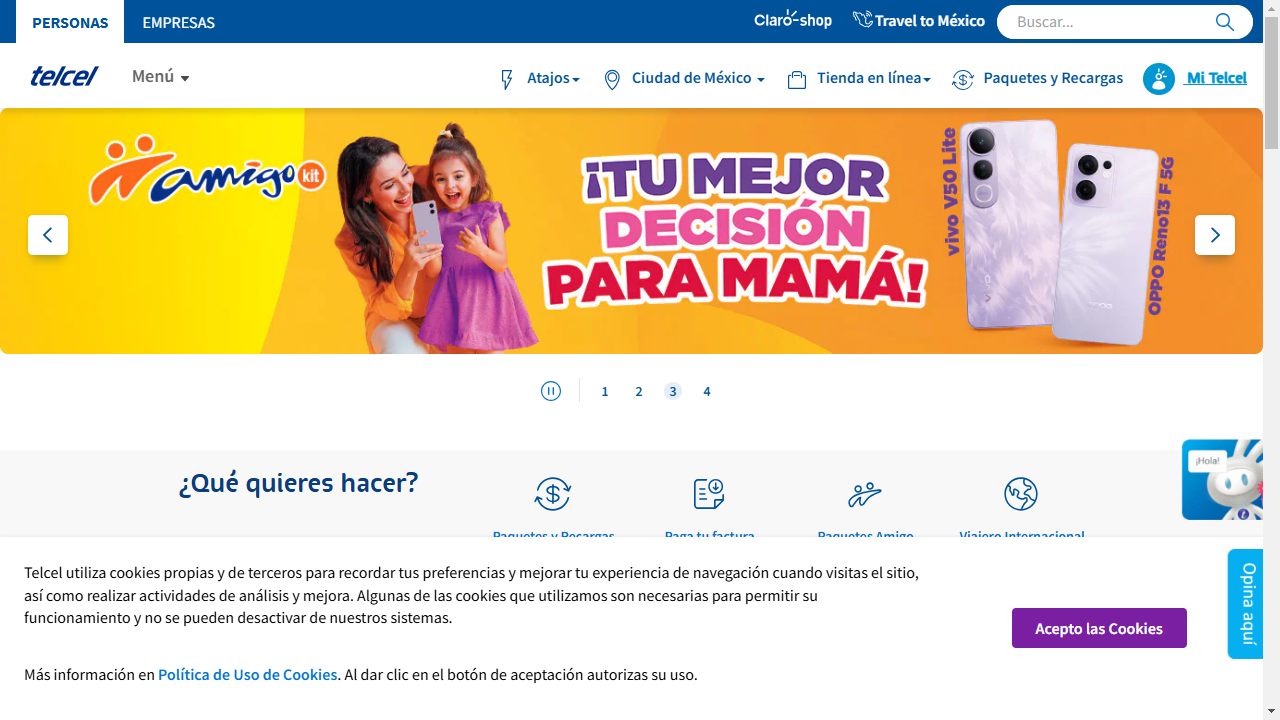 PERSONAS
EMPRESAS
Claro-shop
Travel to México
Buscar...
telcel
Menú
Atajos
Ciudad de México
Tienda en línea
Paquetes y Recargas
Mi Telcel
amigo kit
¡TU MEJOR
DECISIÓN
PARA MAMÁ!
vivo V50 Lite
OPPO Reno13 F 5G
1 2 3 4
¿Qué quieres hacer?
¡Hola!
Paquetes y Recargas
Paga tu factura
Paquetes Amigo
Viajero Internacional
Telcel utiliza cookies propias y de terceros para recordar tus preferencias y mejorar tu experiencia de navegación cuando visitas el sitio,
así como realizar actividades de análisis y mejora. Algunas de las cookies que utilizamos son necesarias para permitir su
funcionamiento y no se pueden desactivar de nuestros sistemas.
Más información en Política de Uso de Cookies. Al dar clic en el botón de aceptación autorizas su uso.
Acepto las Cookies
Opina aquí